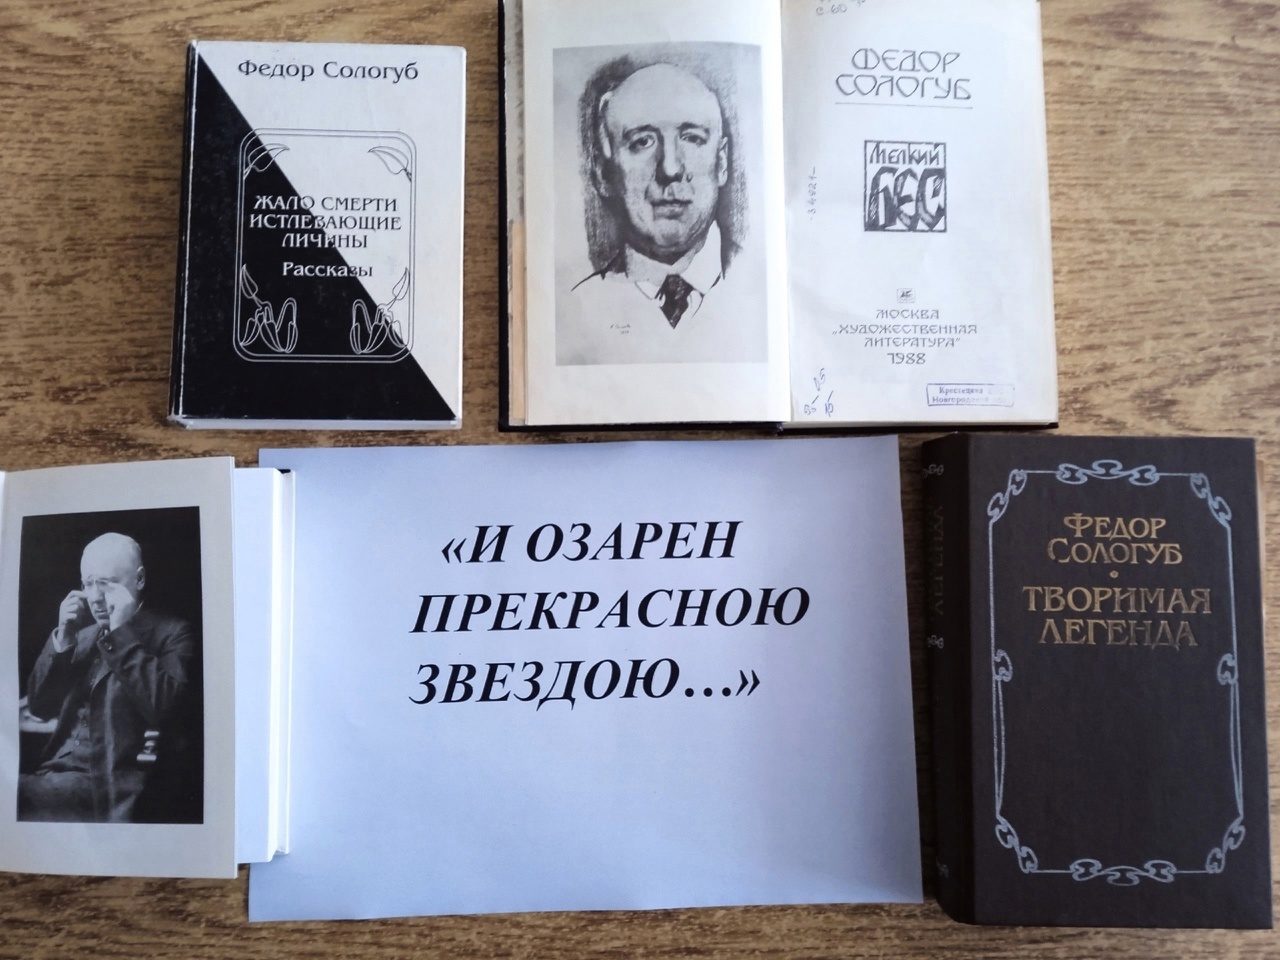 Федор Сологуб
ЖАЛО СМЕРТИ
ИСТЛЕВАЮЩИЕ
ЛИЧИНЫ
Рассказы
ФЕДОР
СОЛОГУБ
МЕЛКИЙ
БЕС
МОСКВА
„ХУДОЖЕСТВЕННАЯ
ЛИТЕРАТУРА“
1988
«И ОЗАРЕН
ПРЕКРАСНОЮ
ЗВЕЗДОЮ...»
ФЕДОР
СОЛОГУБ
•
ТВОРИМАЯ
ЛЕГЕНДА
ЛЕГЕНДА